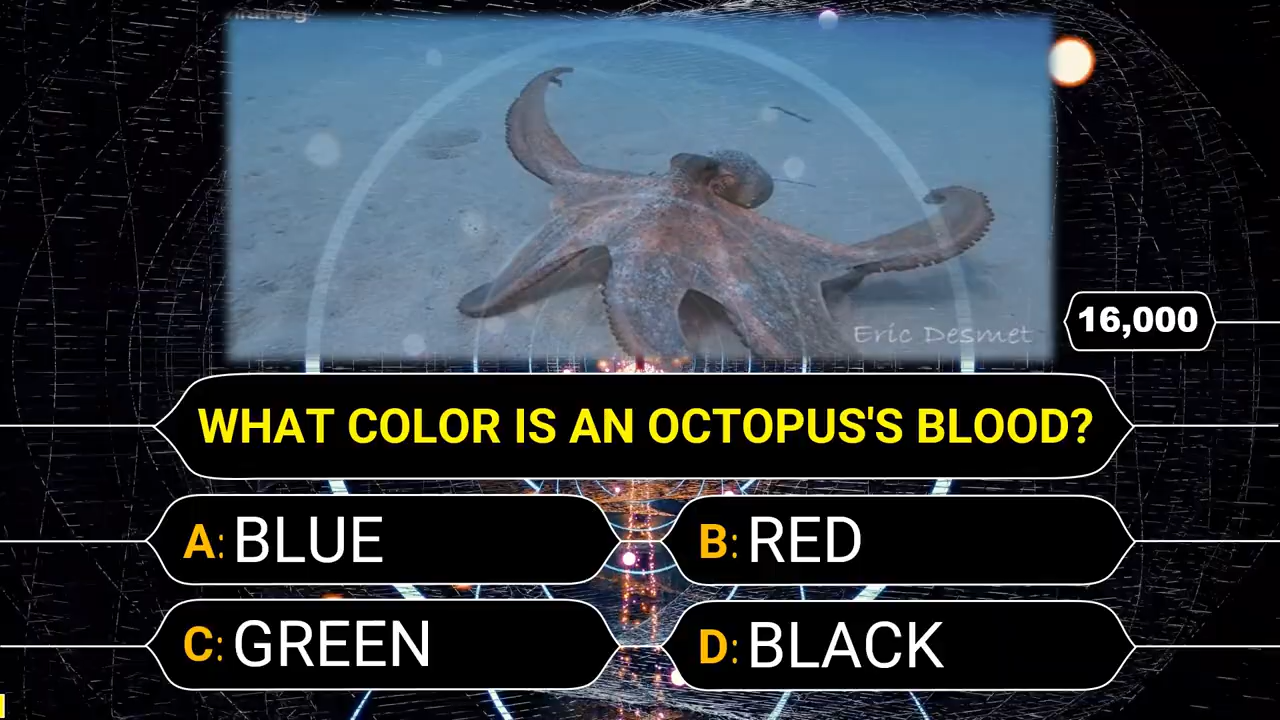 Eric Desmet
16,000
WHAT COLOR IS AN OCTOPUS'S BLOOD?
A: BLUE
B: RED
C: GREEN
D: BLACK